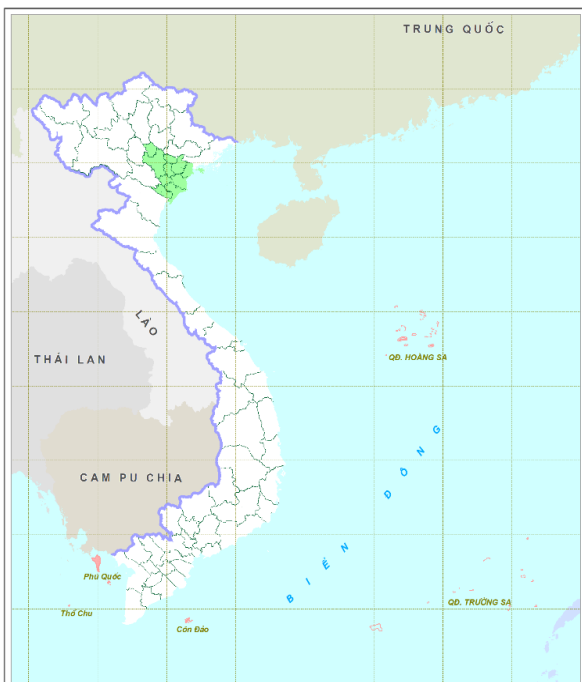 TRUNG QUỐC
LÀO
THÁI LAN
QĐ. HOÀNG SA
CAM PU CHIA
BIỂN ĐÔNG
Phú Quốc
QĐ. TRƯỜNG SA
Thổ Chu
Côn Đảo